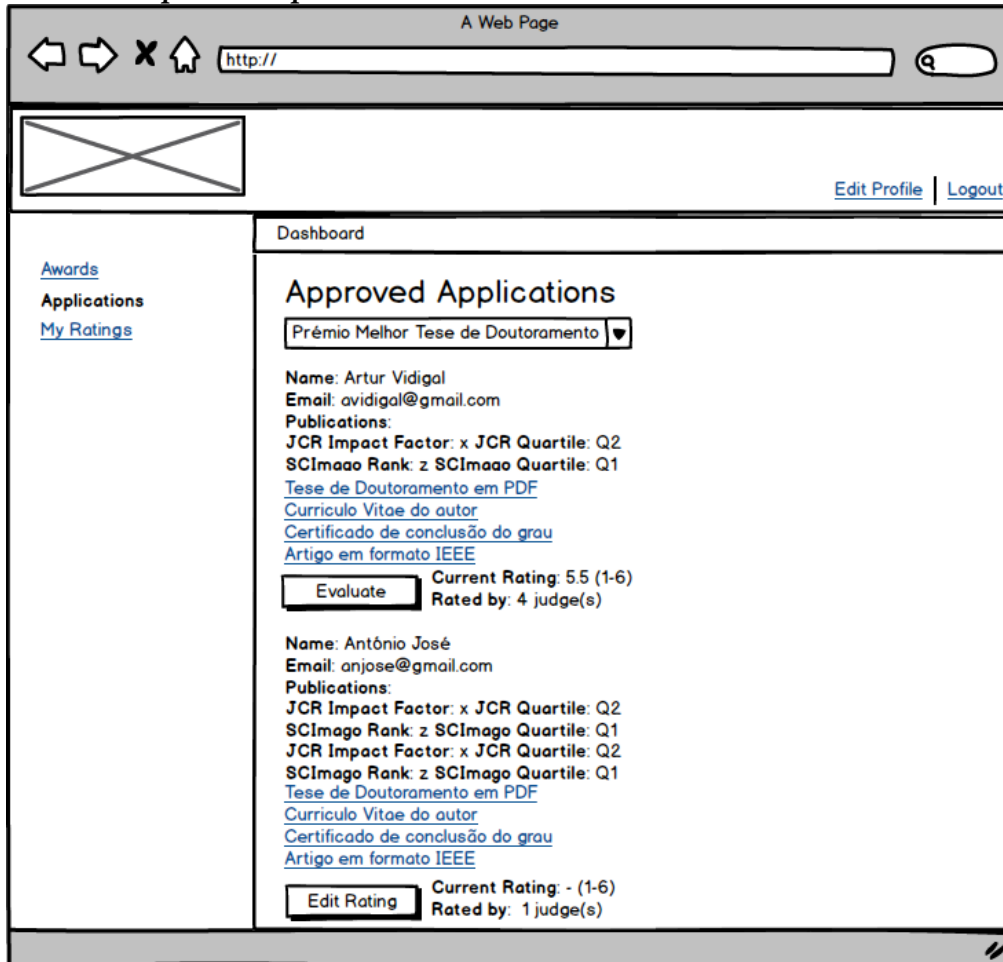 A Web Page
http://
Edit Profile | Logout
Dashboard
Awards
Applications
My Ratings
Approved Applications
Prémio Melhor Tese de Doutoramento
Name: Artur Vidigal
Email: avidigal@gmail.com
Publications:
JCR Impact Factor: x JCR Quartile: Q2
SCImago Rank: z SCImago Quartile: Q1
Tese de Doutoramento em PDF
Curriculo Vitae do autor
Certificado de conclusão do grau
Artigo em formato IEEE
Evaluate
Current Rating: 5.5 (1-6)
Rated by: 4 judge(s)
Name: António José
Email: anjose@gmail.com
Publications:
JCR Impact Factor: x JCR Quartile: Q2
SCImago Rank: z SCImago Quartile: Q1
JCR Impact Factor: x JCR Quartile: Q2
SCImago Rank: z SCImago Quartile: Q1
Tese de Doutoramento em PDF
Curriculo Vitae do autor
Certificado de conclusão do grau
Artigo em formato IEEE
Edit Rating
Current Rating: - (1-6)
Rated by: 1 judge(s)